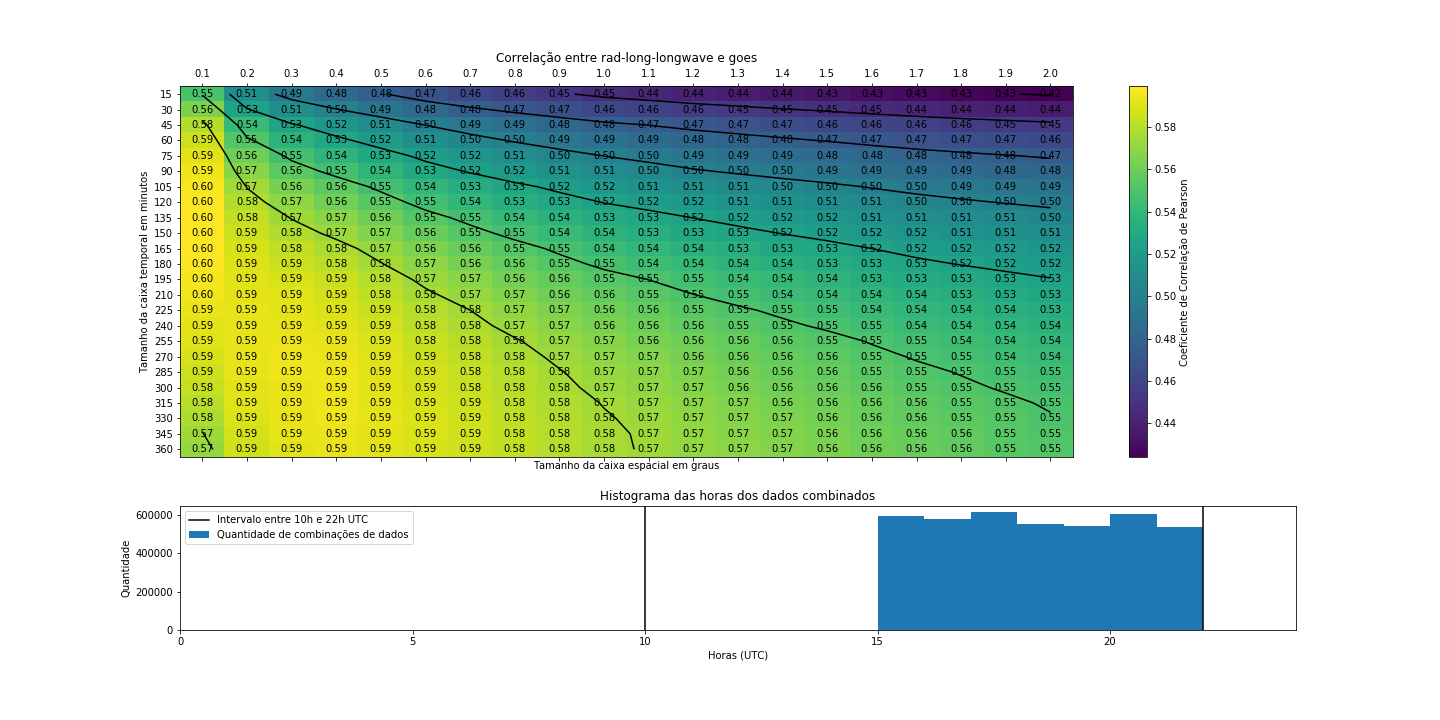 Correlação entre rad-long-longwave e goes
0.1 0.2 0.3 0.4 0.5 0.6 0.7 0.8 0.9 1.0 1.1 1.2 1.3 1.4 1.5 1.6 1.7 1.8 1.9 2.0
15 0.55 0.51 0.49 0.48 0.48 0.47 0.46 0.46 0.45 0.45 0.44 0.44 0.44 0.44 0.43 0.43 0.43 0.43 0.43 0.42
30 0.56 0.53 0.51 0.50 0.49 0.48 0.48 0.47 0.47 0.46 0.46 0.46 0.45 0.45 0.45 0.45 0.44 0.44 0.44 0.44
45 0.58 0.54 0.53 0.52 0.51 0.50 0.49 0.49 0.48 0.48 0.47 0.47 0.47 0.46 0.46 0.46 0.46 0.46 0.45 0.45
60 0.59 0.55 0.54 0.53 0.52 0.51 0.50 0.50 0.49 0.49 0.49 0.48 0.48 0.48 0.47 0.47 0.47 0.47 0.47 0.46
75 0.59 0.56 0.55 0.54 0.53 0.52 0.52 0.51 0.50 0.50 0.50 0.49 0.49 0.49 0.48 0.48 0.48 0.48 0.48 0.47
90 0.59 0.57 0.56 0.55 0.54 0.53 0.52 0.52 0.51 0.51 0.51 0.50 0.50 0.50 0.49 0.49 0.49 0.49 0.48 0.48
105 0.60 0.57 0.56 0.56 0.55 0.54 0.53 0.53 0.52 0.52 0.51 0.51 0.51 0.50 0.50 0.50 0.50 0.49 0.49 0.49
120 0.60 0.58 0.57 0.56 0.55 0.55 0.54 0.53 0.53 0.52 0.52 0.52 0.51 0.51 0.51 0.51 0.50 0.50 0.50 0.50
135 0.60 0.58 0.57 0.57 0.56 0.55 0.55 0.54 0.54 0.53 0.53 0.52 0.52 0.52 0.52 0.51 0.51 0.51 0.51 0.50
150 0.60 0.59 0.58 0.57 0.57 0.56 0.55 0.55 0.54 0.54 0.53 0.53 0.53 0.52 0.52 0.52 0.52 0.51 0.51 0.51
165 0.60 0.59 0.58 0.58 0.57 0.56 0.56 0.55 0.55 0.54 0.54 0.54 0.53 0.53 0.53 0.52 0.52 0.52 0.52 0.52
180 0.60 0.59 0.59 0.58 0.58 0.57 0.56 0.56 0.55 0.55 0.54 0.54 0.54 0.54 0.53 0.53 0.53 0.52 0.52 0.52
195 0.60 0.59 0.59 0.58 0.58 0.57 0.57 0.56 0.56 0.55 0.55 0.55 0.54 0.54 0.54 0.53 0.53 0.53 0.53 0.53
210 0.60 0.59 0.59 0.59 0.58 0.58 0.57 0.57 0.56 0.56 0.55 0.55 0.55 0.54 0.54 0.54 0.54 0.53 0.53 0.53
225 0.59 0.59 0.59 0.59 0.58 0.58 0.58 0.57 0.57 0.56 0.56 0.55 0.55 0.55 0.55 0.54 0.54 0.54 0.54 0.53
240 0.59 0.59 0.59 0.59 0.59 0.58 0.58 0.57 0.57 0.56 0.56 0.56 0.55 0.55 0.55 0.55 0.54 0.54 0.54 0.54
255 0.59 0.59 0.59 0.59 0.59 0.58 0.58 0.58 0.57 0.57 0.56 0.56 0.56 0.56 0.55 0.55 0.55 0.54 0.54 0.54
270 0.59 0.59 0.59 0.59 0.59 0.59 0.58 0.58 0.57 0.57 0.57 0.56 0.56 0.56 0.55 0.55 0.55 0.55 0.54 0.54
285 0.59 0.59 0.59 0.59 0.59 0.59 0.58 0.58 0.58 0.57 0.57 0.57 0.56 0.56 0.56 0.55 0.55 0.55 0.55 0.55
300 0.58 0.59 0.59 0.59 0.59 0.59 0.58 0.58 0.58 0.57 0.57 0.57 0.56 0.56 0.56 0.56 0.55 0.55 0.55 0.55
315 0.58 0.59 0.59 0.59 0.59 0.59 0.59 0.58 0.58 0.57 0.57 0.57 0.57 0.56 0.56 0.56 0.56 0.55 0.55 0.55
330 0.58 0.59 0.59 0.59 0.59 0.59 0.59 0.58 0.58 0.58 0.57 0.57 0.57 0.56 0.56 0.56 0.56 0.55 0.55 0.55
345 0.57 0.59 0.59 0.59 0.59 0.59 0.59 0.58 0.58 0.58 0.57 0.57 0.57 0.57 0.56 0.56 0.56 0.56 0.55 0.55
360 0.57 0.59 0.59 0.59 0.59 0.59 0.59 0.58 0.58 0.58 0.57 0.57 0.57 0.57 0.56 0.56 0.56 0.56 0.55 0.55
Tamanho da caixa temporal em minutos
Tamanho da caixa espacial em graus
0.58
0.56
0.54
0.52
0.50
0.48
0.46
0.44
Coeficiente de Correlação de Pearson
Histograma das horas dos dados combinados
Intervalo entre 10h e 22h UTC
Quantidade de combinações de dados
600000
400000
200000
0
Quantidade
0 5 10 15 20
Horas (UTC)